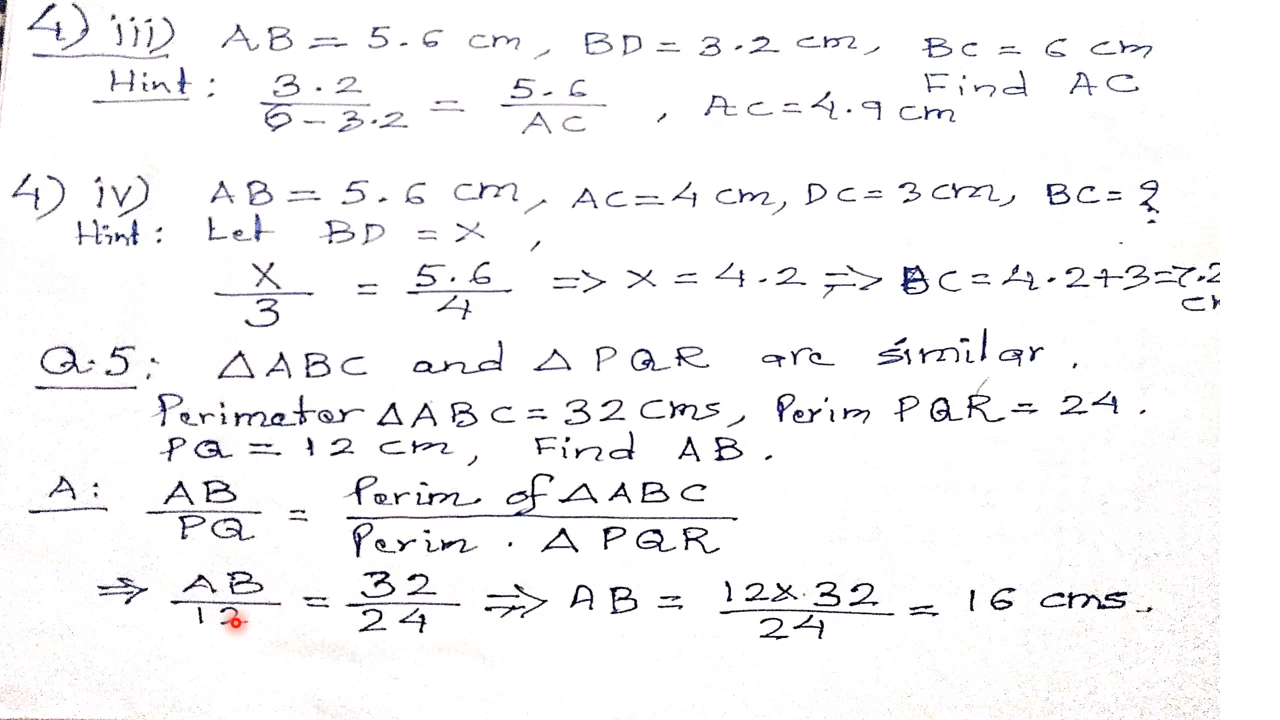 4) iii) AB = 5.6 cm, BD = 3.2 cm, BC = 6 cm
Find AC
Hint: 3.2/6-3.2 = 5.6/AC , AC = 4.9 cm
4) iv) AB = 5.6 cm, AC = 4 cm, DC = 3 cm, BC = ?
Hint: Let BD = x ,
x/3 = 5.6/4 => x = 4.2 => BC = 4.2+3=7.2
Q.5: △ABC and △PQR are similar.
Perimeter △ABC = 32 cms, Perim PQR = 24.
PQ = 12 cm, Find AB.
A: AB/PQ = Perim. of △ABC/Perim. △PQR
⇒ AB/12 = 32/24 ⇒ AB = 12×32/24 = 16 cms.